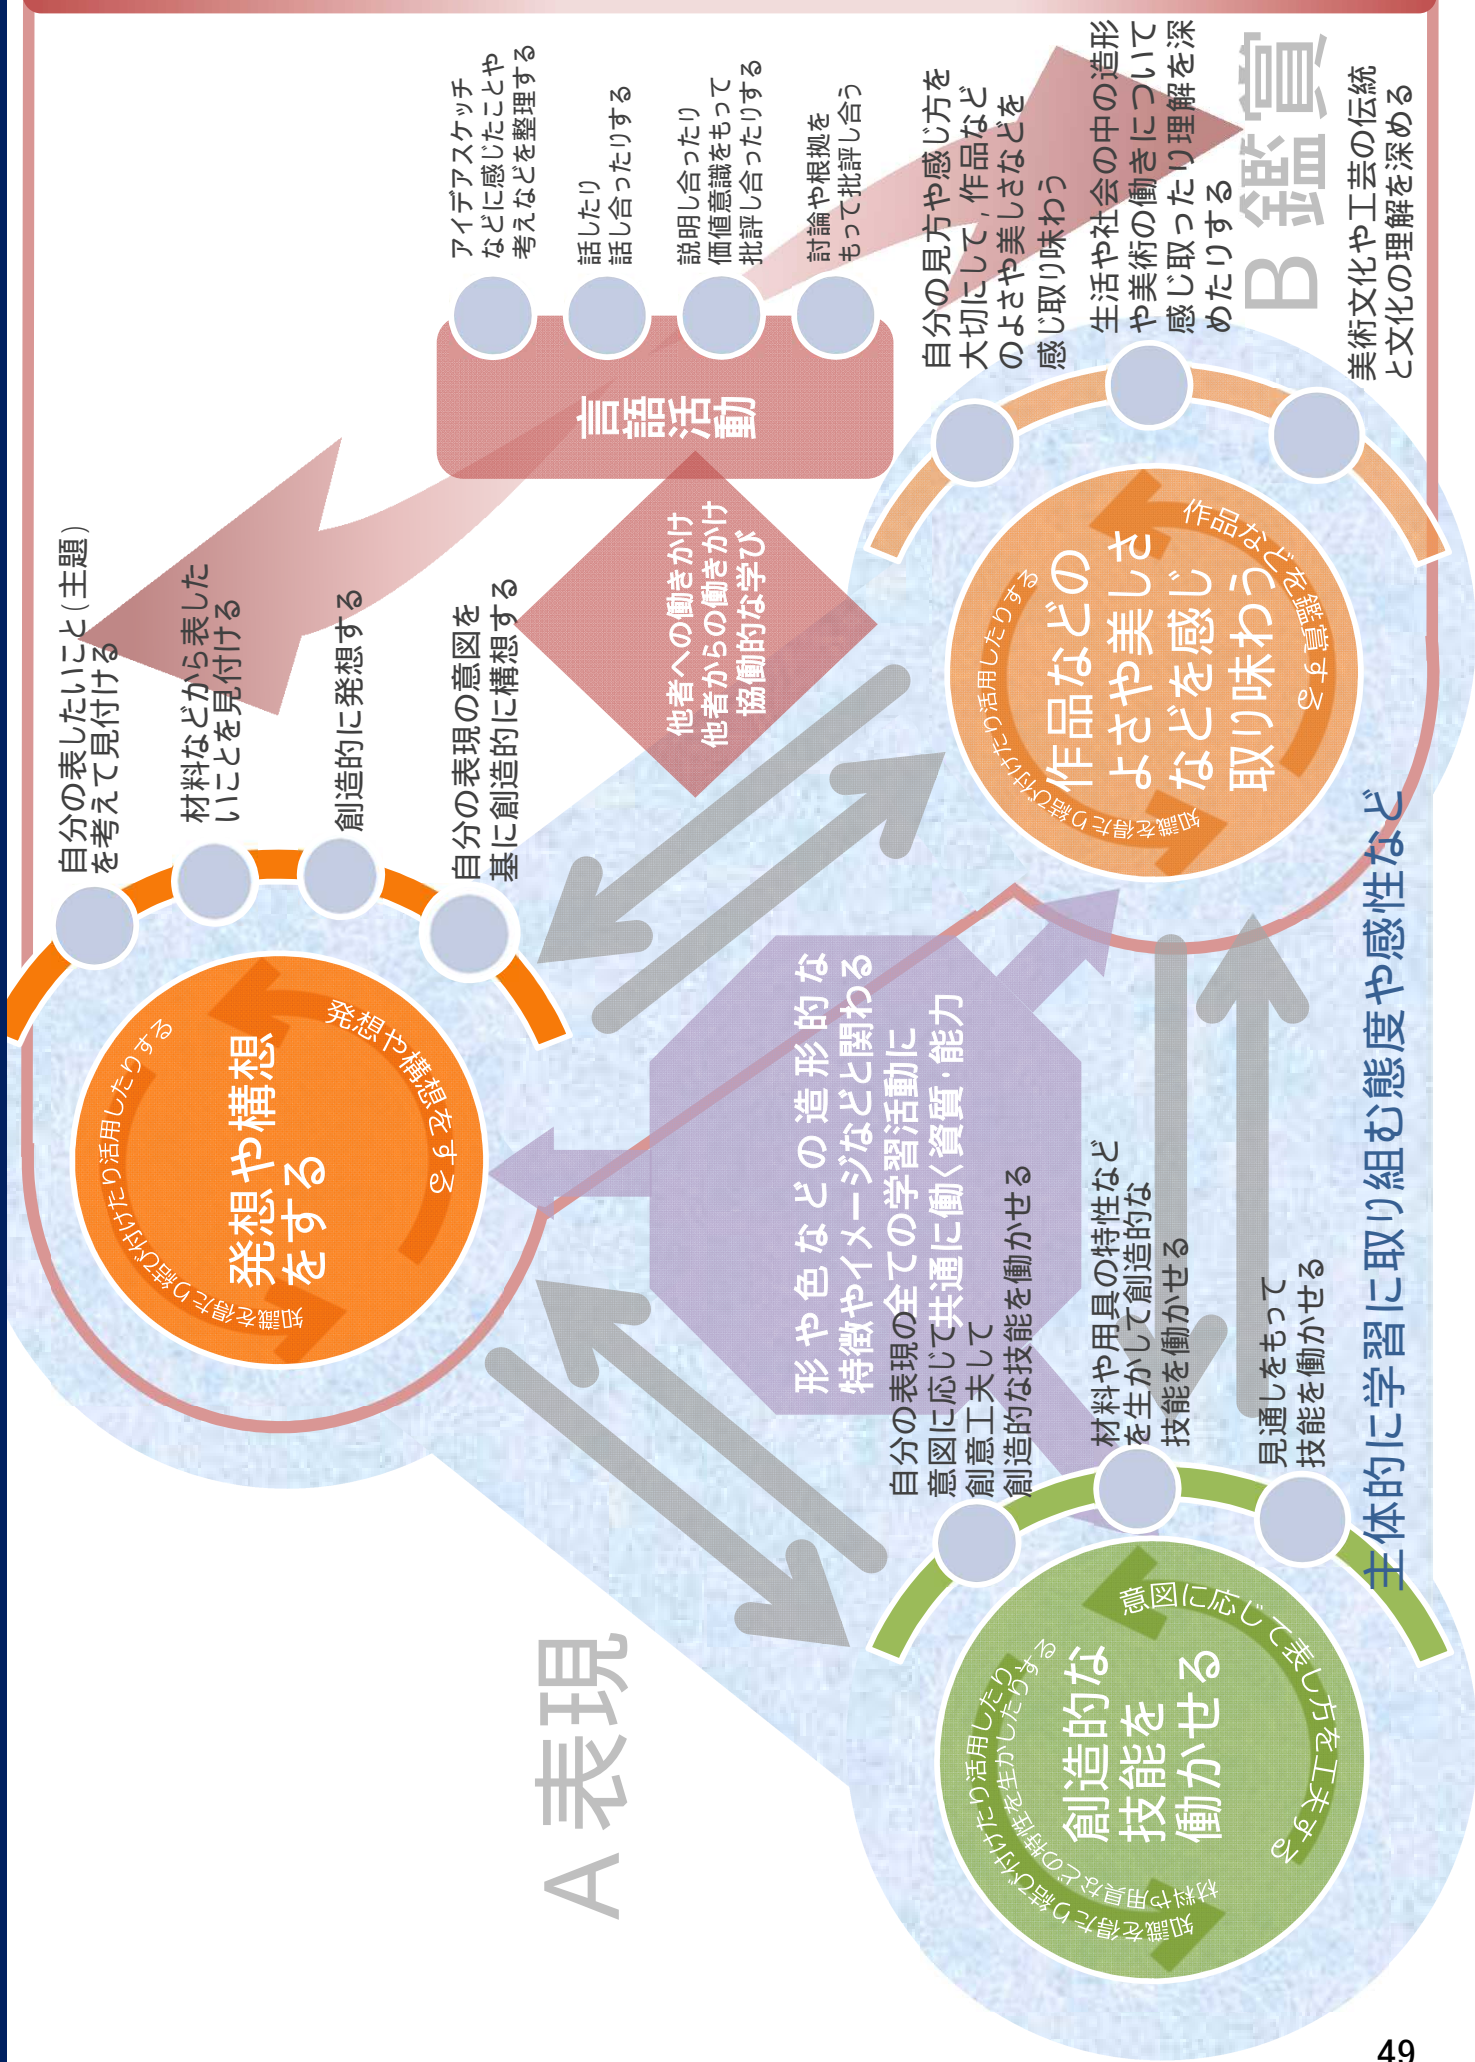 A 表現
発想や構想
をする
知識を得たり結び付けたり活用したりする
発想や構想をする
自分の表したいこと(主題)
を考えて見付ける
材料などから表した
いことを見付ける
創造的に発想する
自分の表現の意図を
基に創造的に構想する
言語活動
アイデアスケッチ
などに感じたことや
考えなどを整理する
話したり
話し合ったりする
説明し合ったり
価値意識をもって
批評し合ったりする
討論や根拠を
もって批評し合う
他者への働きかけ
他者からの働きかけ
協働的な学び
形や色などの造形的な
特徴やイメージなどと関わる
全ての学習活動に
共通に働く資質・能力
創造的な
技能を
働かせる
知識を得たり結び付けたり活用したり
材料や用具などの特性を生かしたりする
意図に応じて表し方を工夫する
自分の表現の
意図に応じて
創意工夫して
創造的な技能を働かせる
材料や用具の特性など
を生かして創造的な
技能を働かせる
見通しをもって
技能を働かせる
作品などの
よさや美しさ
などを感じ
取り味わう
知識を得たり結び付けたり活用したりする
作品などを鑑賞する
自分の見方や感じ方を
大切にして,作品など
のよさや美しさなどを
感じ取り味わう
生活や社会の中の造形
や美術の働きについて
感じ取ったり理解を深
めたりする
美術文化や工芸の伝統
と文化の理解を深める
B 鑑賞
主体的に学習に取り組む態度や感性など
49